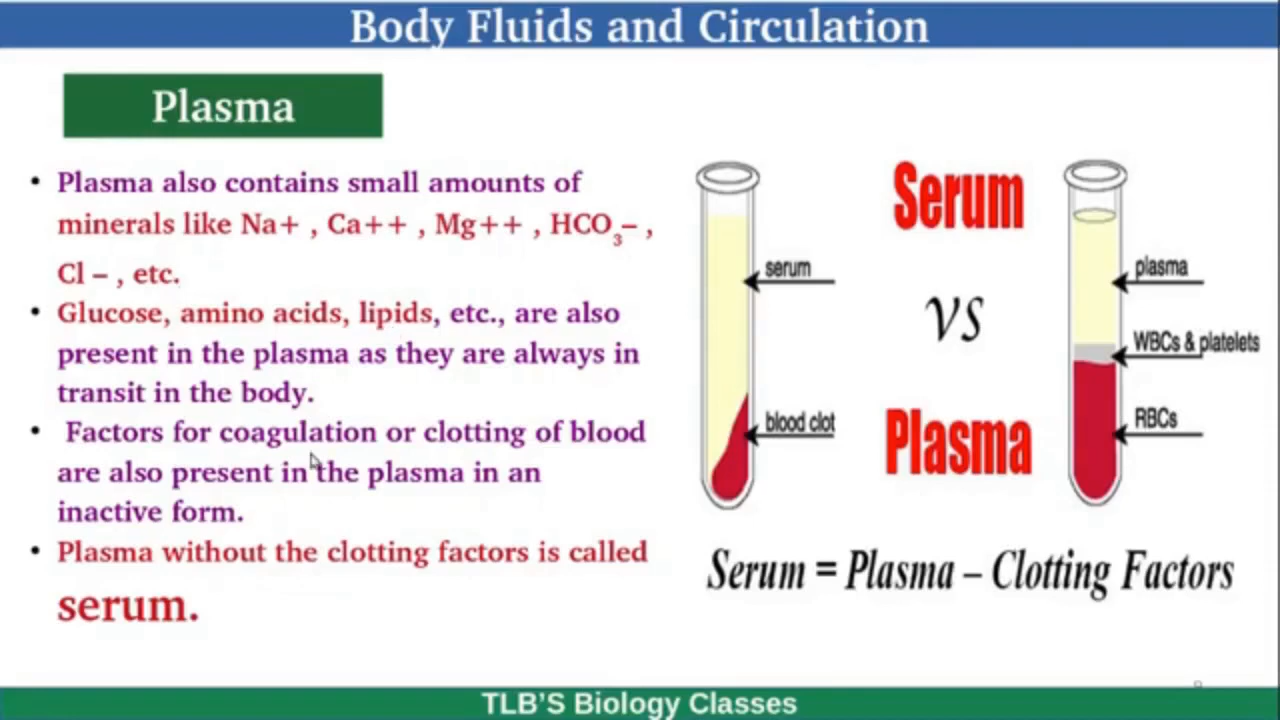 Body Fluids and Circulation
Plasma
• Plasma also contains small amounts of
minerals like Na+ , Ca++ , Mg++ , HCO₃– ,
Cl – , etc.
• Glucose, amino acids, lipids, etc., are also
present in the plasma as they are always in
transit in the body.
• Factors for coagulation or clotting of blood
are also present in the plasma in an
inactive form.
• Plasma without the clotting factors is called
serum.
serum
blood clot
Serum
VS
Plasma
plasma
WBCs & platelets
RBCs
Serum = Plasma – Clotting Factors
TLB'S Biology Classes